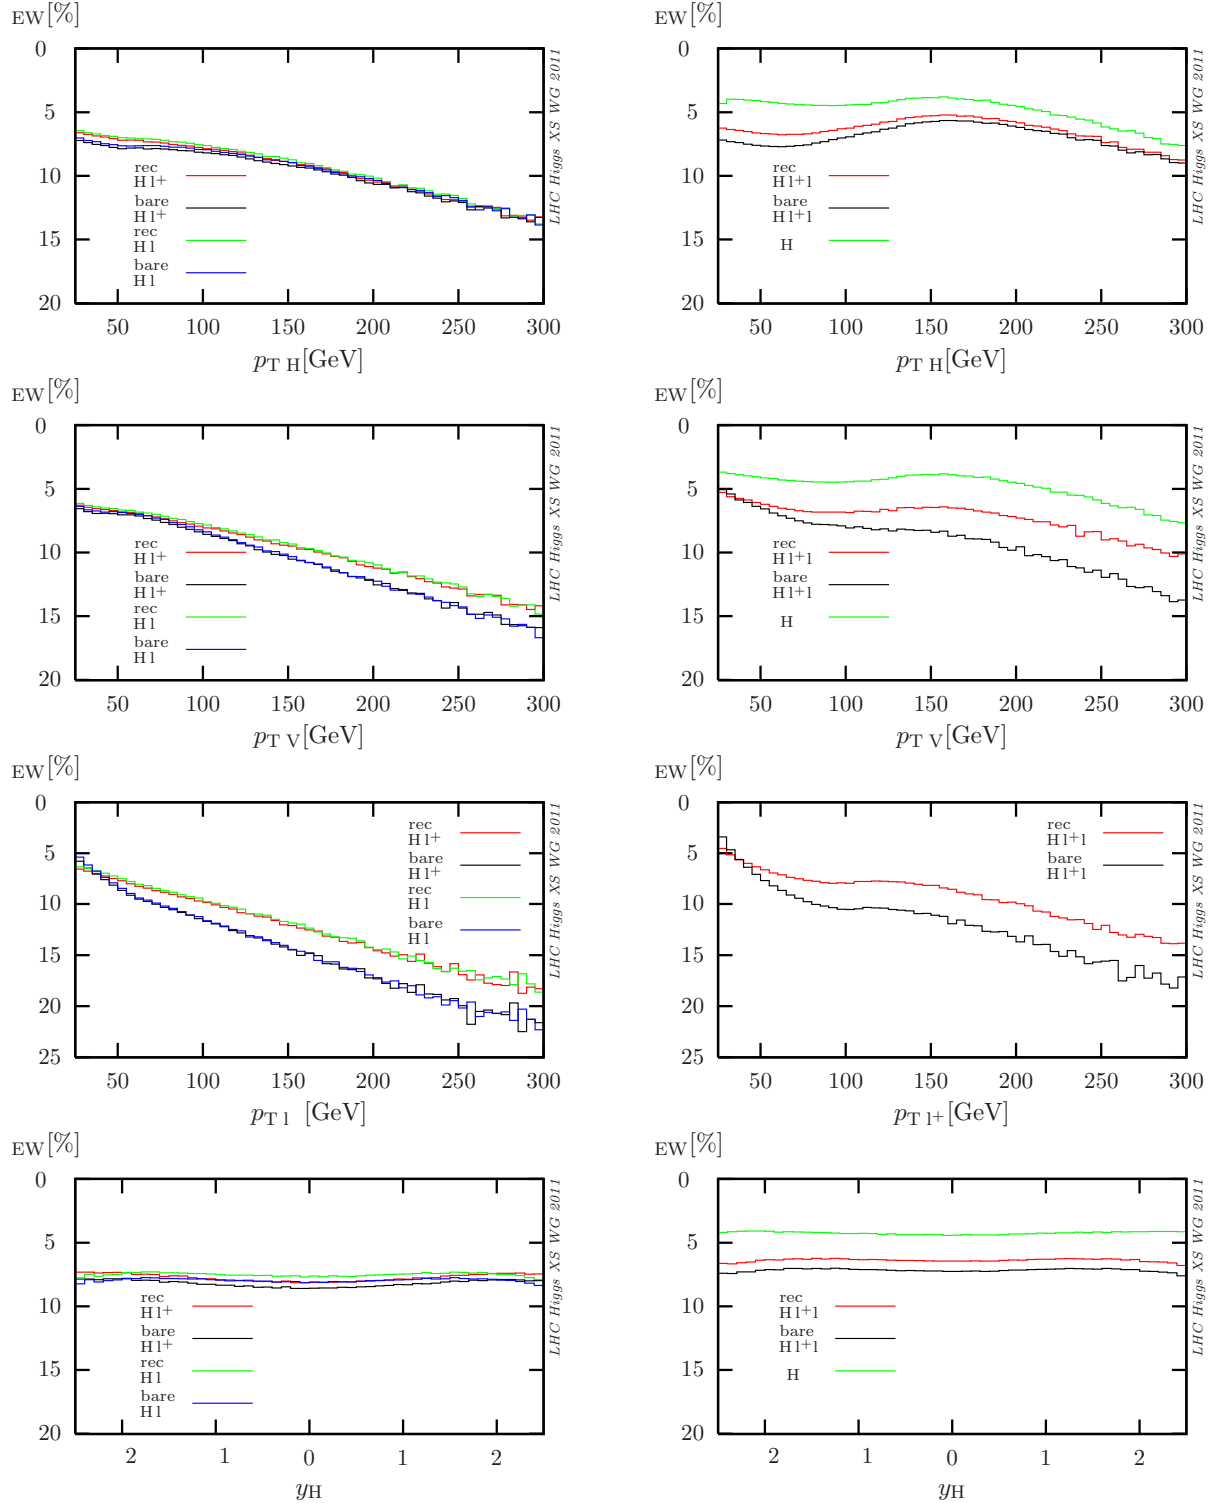 EW[%]
0
5
10
15
20
50 100 150 200 250 300
p_T H[GeV]
rec
H l+
bare
H l+
rec
H l
bare
H l
LHC Higgs XS WG 2011
EW[%]
0
5
10
15
20
50 100 150 200 250 300
p_T H[GeV]
rec
H l+l
bare
H l+l
H
LHC Higgs XS WG 2011
EW[%]
0
5
10
15
20
50 100 150 200 250 300
p_T V[GeV]
rec
H l+
bare
H l+
rec
H l
bare
H l
LHC Higgs XS WG 2011
EW[%]
0
5
10
15
20
50 100 150 200 250 300
p_T V[GeV]
rec
H l+l
bare
H l+l
H
LHC Higgs XS WG 2011
EW[%]
0
5
10
15
20
25
50 100 150 200 250 300
p_T l [GeV]
rec
H l+
bare
H l+
rec
H l
bare
H l
LHC Higgs XS WG 2011
EW[%]
0
5
10
15
20
25
50 100 150 200 250 300
p_T l+[GeV]
rec
H l+l
bare
H l+l
LHC Higgs XS WG 2011
EW[%]
0
5
10
15
20
2 1 0 1 2
y_H
rec
H l+
bare
H l+
rec
H l
bare
H l
LHC Higgs XS WG 2011
EW[%]
0
5
10
15
20
2 1 0 1 2
y_H
rec
H l+l
bare
H l+l
H
LHC Higgs XS WG 2011